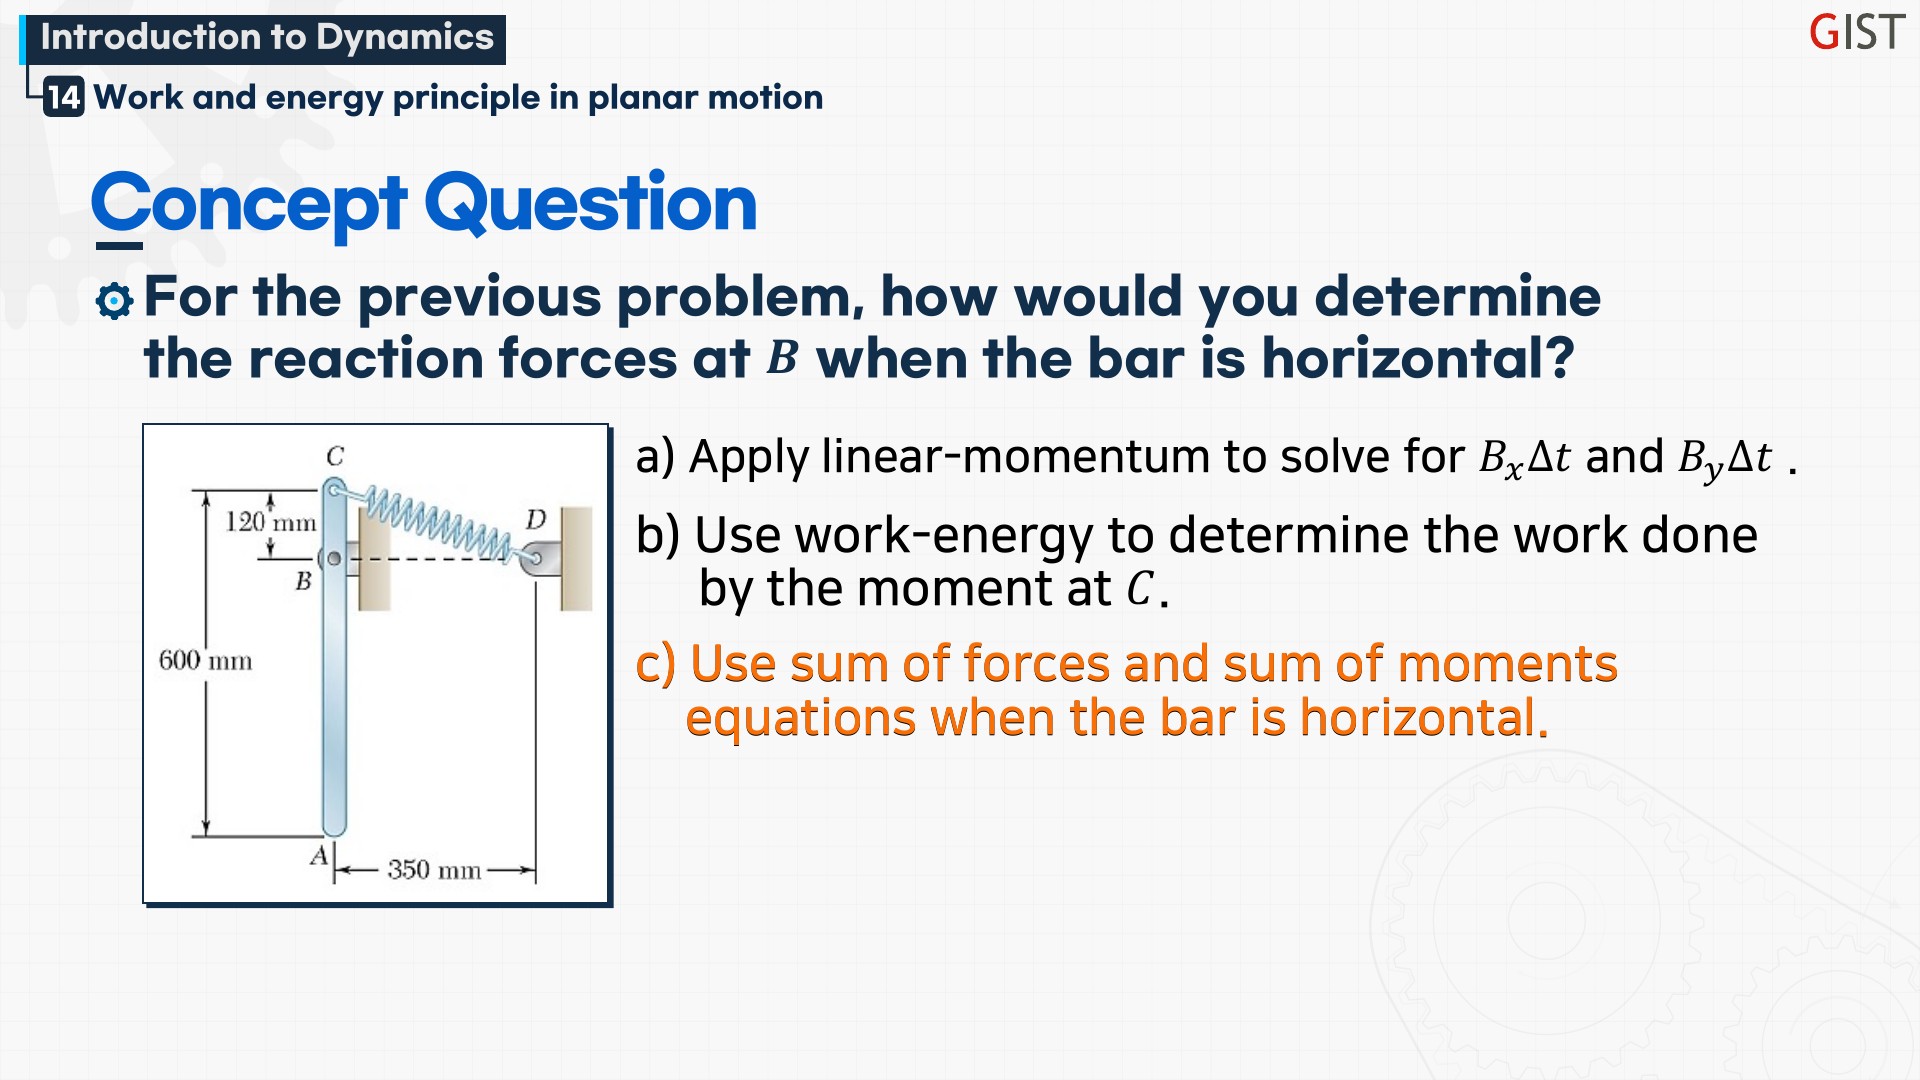 Introduction to Dynamics
GIST
14 Work and energy principle in planar motion
Concept Question
For the previous problem, how would you determine
the reaction forces at B when the bar is horizontal?
C
120 mm
D
B
600 mm
A
350 mm
a) Apply linear-momentum to solve for BₓΔt and B_yΔt .
b) Use work-energy to determine the work done
by the moment at C.
c) Use sum of forces and sum of moments
equations when the bar is horizontal.